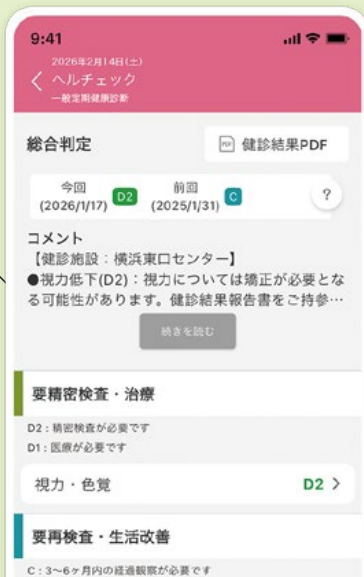 9:41
2026年2月14日(土)
ヘルチェック
一般定期健康診断
総合判定
PDF
健診結果PDF
今回
(2026/1/17)
D2
前回
(2025/1/31)
C
?
コメント
【健診施設：横浜東口センター】
●視力低下(D2)：視力については矯正が必要とな
る可能性があります。健診結果報告書をご持参…
続きを読む
要精密検査・治療
D2：精密検査が必要です
D1：医療が必要です
視力・色覚
D2 >
要再検査・生活改善
C：3〜6ヶ月内の経過観察が必要です